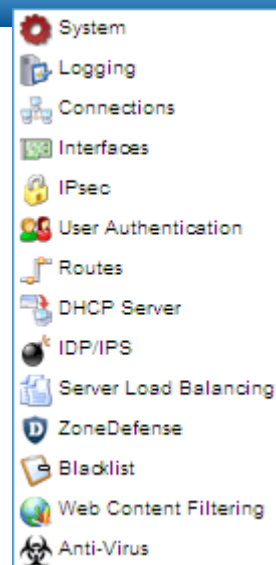 System
Logging
Connections
Interfaces
IPsec
User Authentication
Routes
DHCP Server
IDP/IPS
Server Load Balancing
ZoneDefense
Blacklist
Web Content Filtering
Anti-Virus